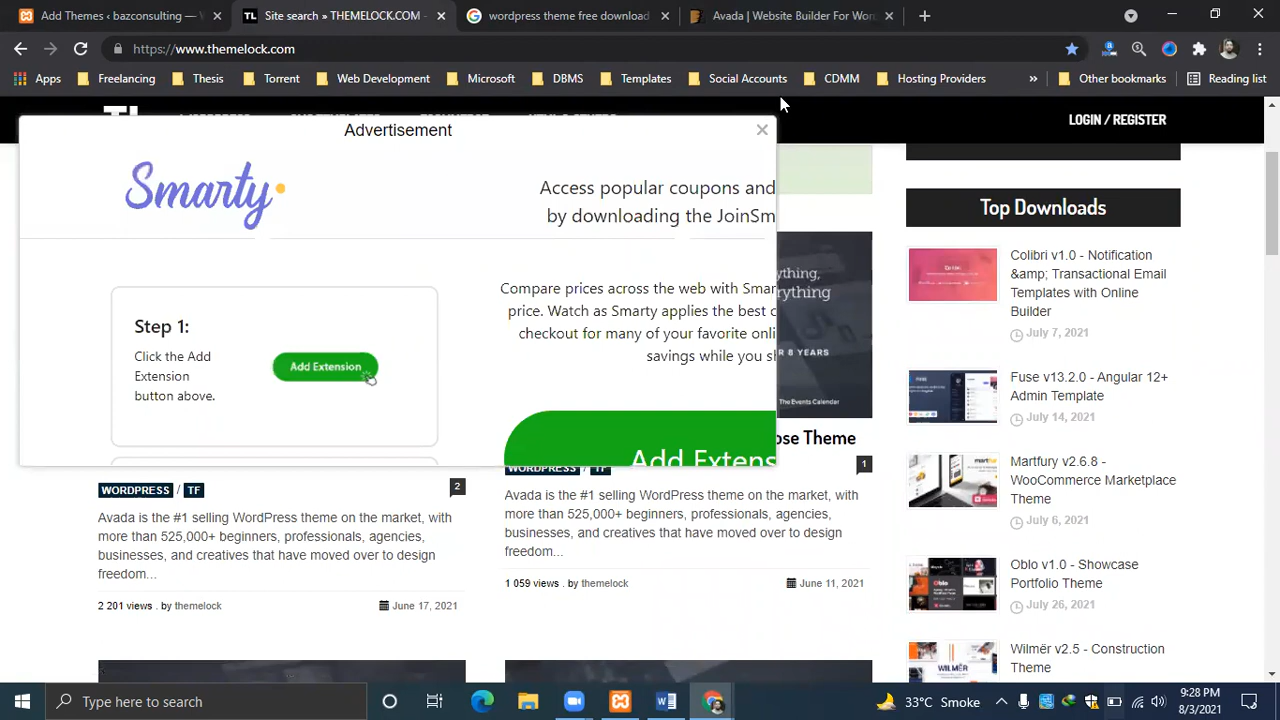 Add Themes ‹ bazconsulting —
Site search » THEMELOCK.COM -
wordpress theme free download
Website Builder For Wor
https://www.themelock.com
Apps
Freelancing
Thesis
Torrent
Web Development
Microsoft
DBMS
Templates
Social Accounts
CDMM
Hosting Providers
»
Other bookmarks
Reading list
LOGIN / REGISTER
Advertisement
Smarty
Access popular coupons and
by downloading the JoinSm
Compare prices across the web with Smar
price. Watch as Smarty applies the best c
checkout for many of your favorite onli
savings while you s
Step 1:
Click the Add
Extension
button above.
Add Extension
Add Extens
ything,
erything
R 8 YEARS
The Events Calendar
ose Theme
WORDPRESS / TF
2
Avada is the #1 selling WordPress theme on the market, with
more than 525,000+ beginners, professionals, agencies,
businesses, and creatives that have moved over to design
freedom...
2 201 views . by themelock
June 17, 2021
WORDPRESS / TF
1
Avada is the #1 selling WordPress theme on the market, with
more than 525,000+ beginners, professionals, agencies,
businesses, and creatives that have moved over to design
freedom...
1 059 views . by themelock
June 11, 2021
Top Downloads
Colibri v1.0 - Notification
&amp; Transactional Email
Templates with Online
Builder
July 7, 2021
Fuse v13.2.0 - Angular 12+
Admin Template
July 14, 2021
Martfury v2.6.8 -
WooCommerce Marketplace
Theme
July 6, 2021
Oblo v1.0 - Showcase
Portfolio Theme
July 26, 2021
Wilmër v2.5 - Construction
Theme
Type here to search
33°C Smoke
9:28 PM
8/3/2021